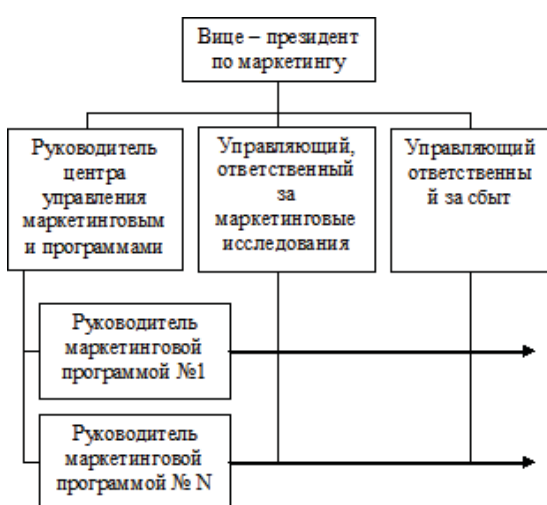 Вице – президент
по маркетингу
Руководитель
центра
управления
маркетинговым
и программами
Управляющий,
ответственный
за
маркетинговые
исследования
Управляющий
ответственны
й за сбыт
Руководитель
маркетинговой
программой №1
Руководитель
маркетинговой
программой № N